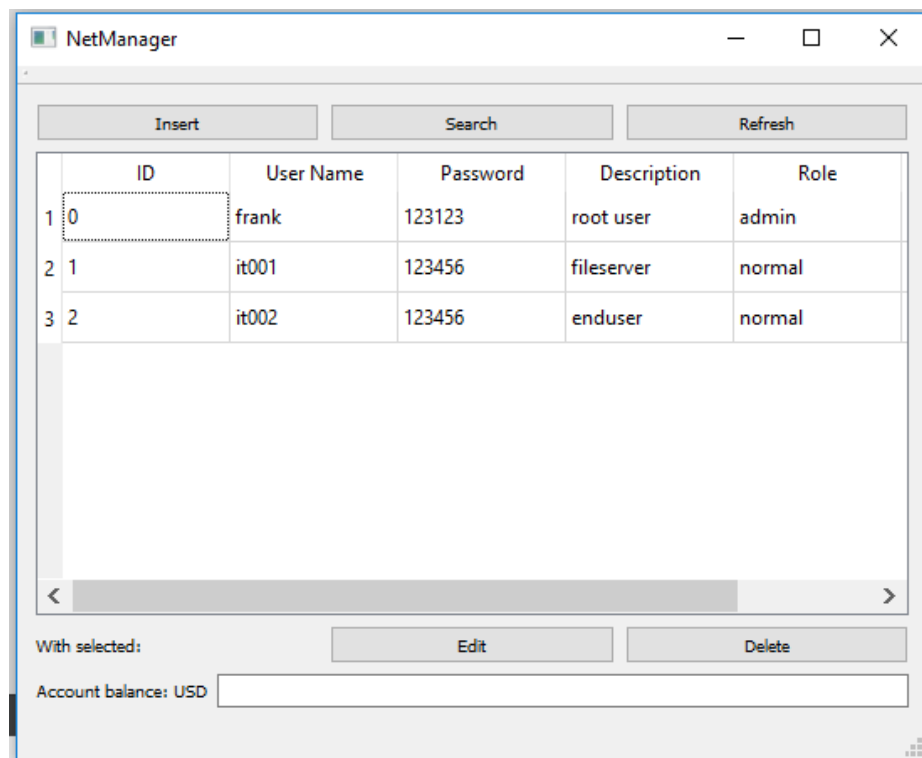 NetManager
Insert Search Refresh
ID User Name Password Description Role
1 0 frank 123123 root user admin
2 1 it001 123456 fileserver normal
3 2 it002 123456 enduser normal
With selected: Edit Delete
Account balance: USD